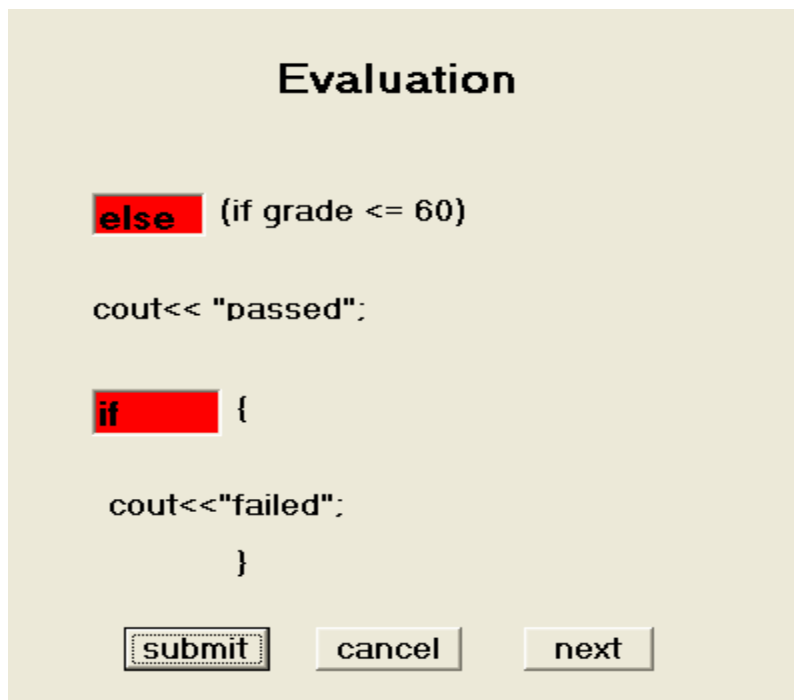 Evaluation
else (if grade <= 60)
cout<< "passed";
if {
cout<<"failed";
}
submit cancel next